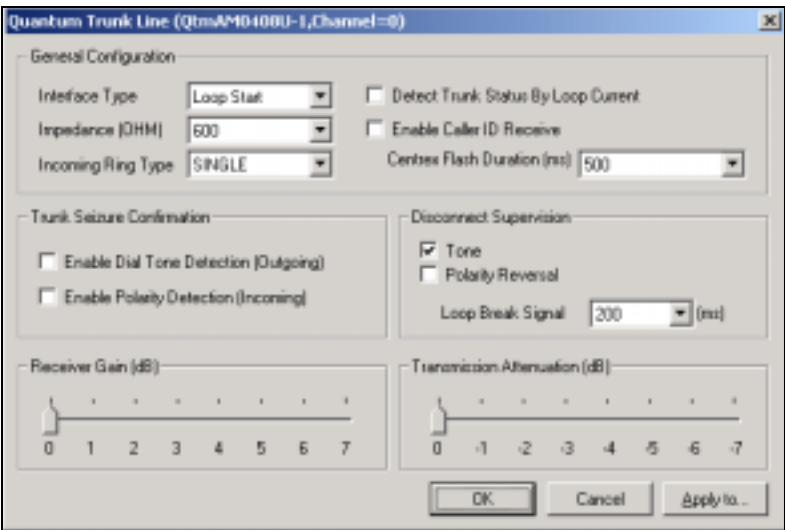 Quantum Trunk Line (QtmAM0408U-1,Channel=0)
General Configuration
Interface Type
Loop Start
Detect Trunk Status By Loop Current
Impedance (OHM)
600
Enable Caller ID Receive
Incoming Ring Type
SINGLE
Centrex Flash Duration (ms)
500
Trunk Seizure Confirmation
Enable Dial Tone Detection (Outgoing)
Enable Polarity Detection (Incoming)
Disconnect Supervision
Tone
Polarity Reversal
Loop Break Signal
200
(ms)
Receiver Gain (dB)
0 1 2 3 4 5 6 7
Transmission Attenuation (dB)
0 -1 -2 -3 -4 -5 -6 -7
OK
Cancel
Apply to...